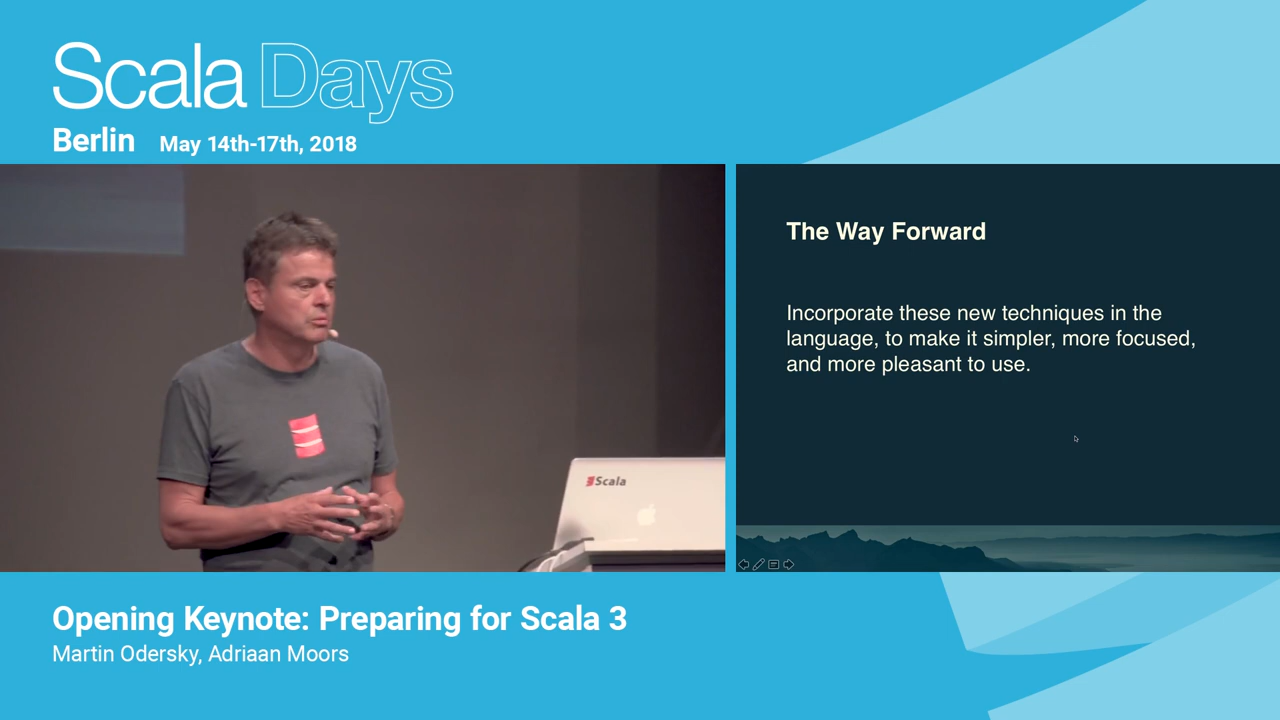 Scala Days
Berlin May 14th-17th, 2018
The Way Forward
Incorporate these new techniques in the
language, to make it simpler, more focused,
and more pleasant to use.
Scala
Opening Keynote: Preparing for Scala 3
Martin Odersky, Adriaan Moors